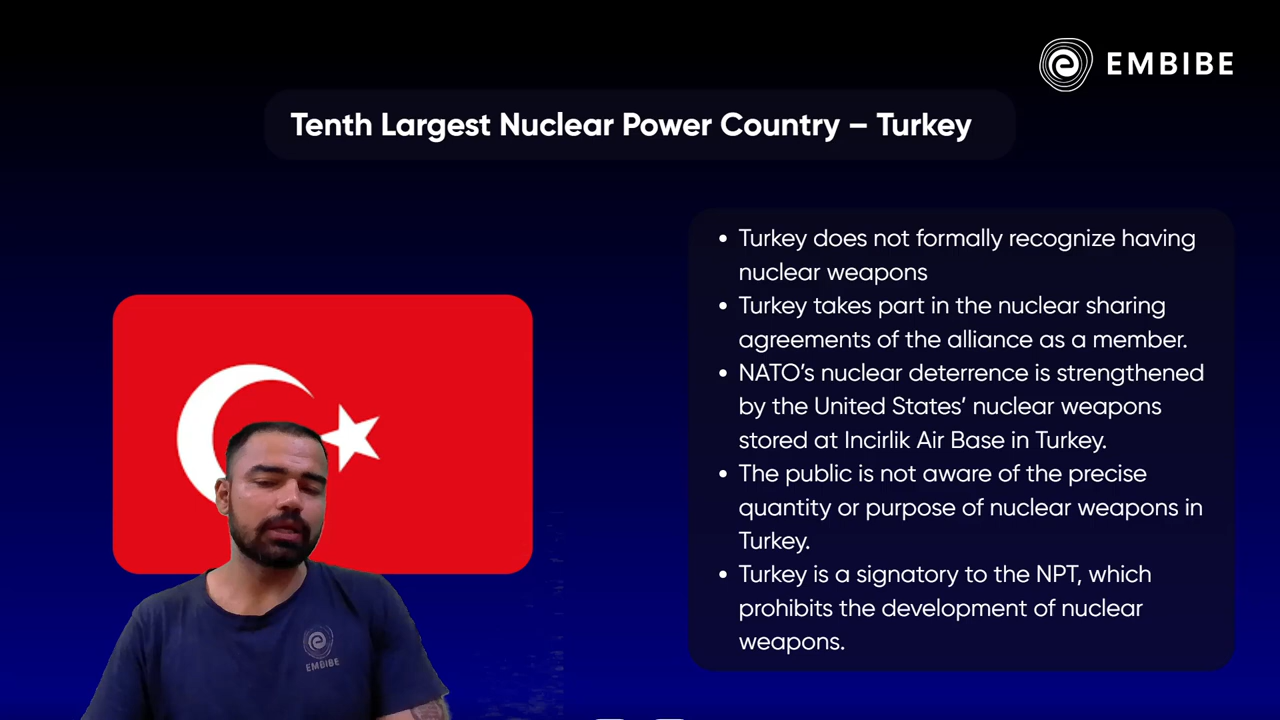 EMBIBE
Tenth Largest Nuclear Power Country – Turkey
• Turkey does not formally recognize having
nuclear weapons
• Turkey takes part in the nuclear sharing
agreements of the alliance as a member.
• NATO’s nuclear deterrence is strengthened
by the United States’ nuclear weapons
stored at Incirlik Air Base in Turkey.
• The public is not aware of the precise
quantity or purpose of nuclear weapons in
Turkey.
• Turkey is a signatory to the NPT, which
prohibits the development of nuclear
weapons.
EMBIBE